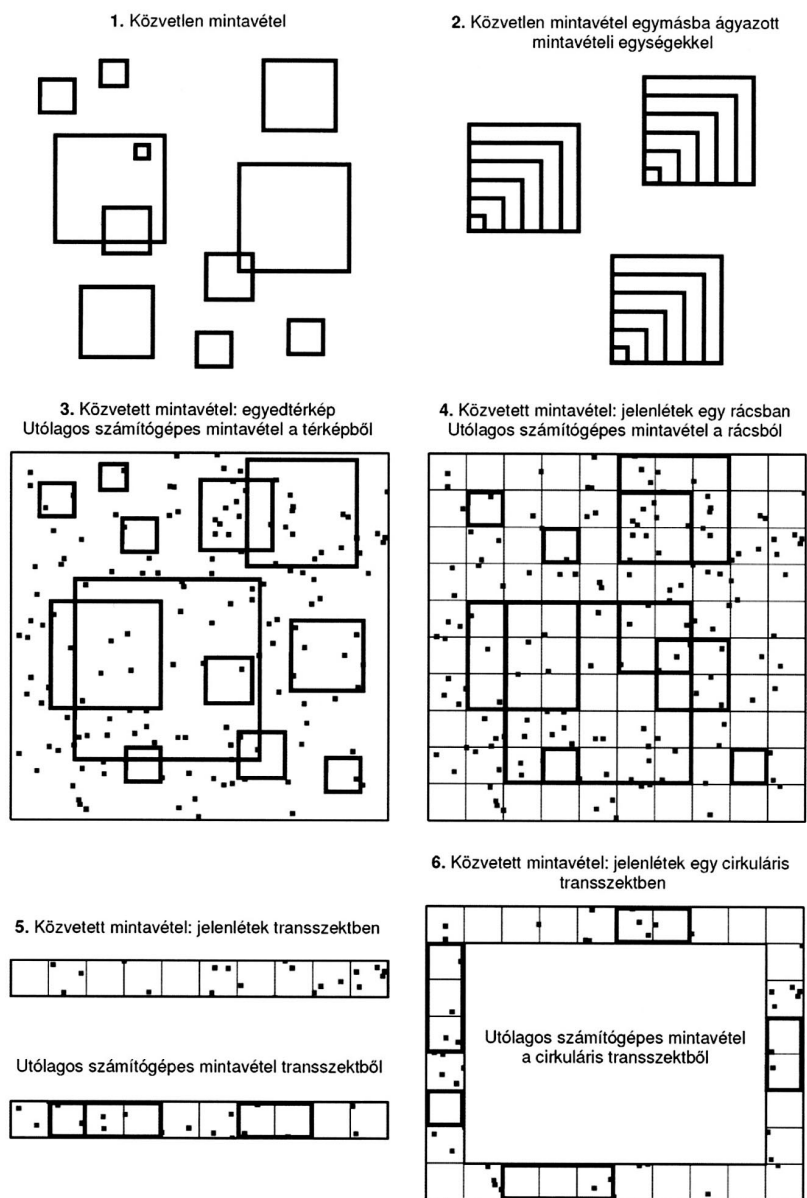 1. Közvetlen mintavétel
2. Közvetlen mintavétel egymásba ágyazott
mintavételi egységekkel
3. Közvetett mintavétel: egyedtérkép
Utólagos számítógépes mintavétel a térképből
4. Közvetett mintavétel: jelenlétek egy rácsban
Utólagos számítógépes mintavétel a rácsból
5. Közvetett mintavétel: jelenlétek transszektben
Utólagos számítógépes mintavétel transszektből
6. Közvetett mintavétel: jelenlétek egy cirkuláris
transszektben
Utólagos számítógépes mintavétel
a cirkuláris transszektből